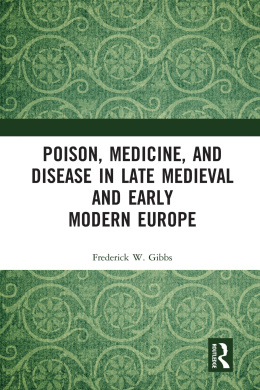 POISON, MEDICINE, AND
DISEASE IN LATE MEDIEVAL
AND EARLY
MODERN EUROPE
Frederick W. Gibbs
ROUTLEDGE